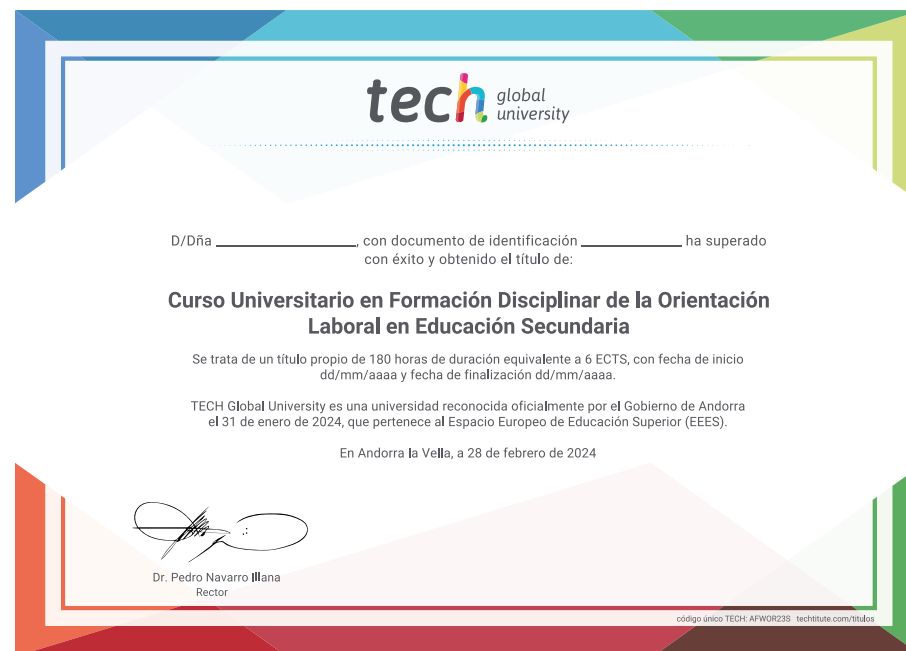 tech global
university
D/Dña ____________________, con documento de identificación ______________ ha superado
con éxito y obtenido el título de:
Curso Universitario en Formación Disciplinar de la Orientación
Laboral en Educación Secundaria
Se trata de un título propio de 180 horas de duración equivalente a 6 ECTS, con fecha de inicio
dd/mm/aaaa y fecha de finalización dd/mm/aaaa.
TECH Global University es una universidad reconocida oficialmente por el Gobierno de Andorra
el 31 de enero de 2024, que pertenece al Espacio Europeo de Educación Superior (EEES).
En Andorra la Vella, a 28 de febrero de 2024
Dr. Pedro Navarro Illana
Rector
código único TECH: AFWOR23S techtitute.com/titulos